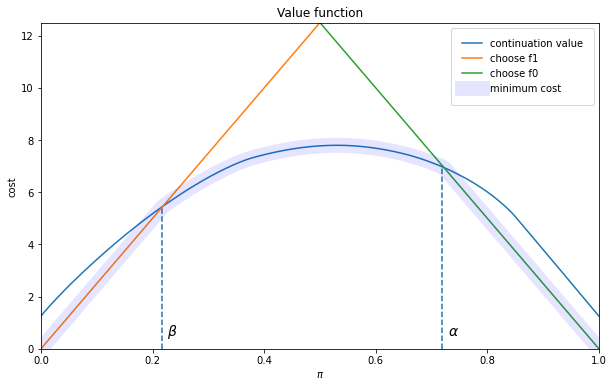 Value function
continuation value
choose f1
choose f0
minimum cost
cost
12
10
8
6
4
2
0
β
α
0.0 0.2 0.4 0.6 0.8 1.0
π